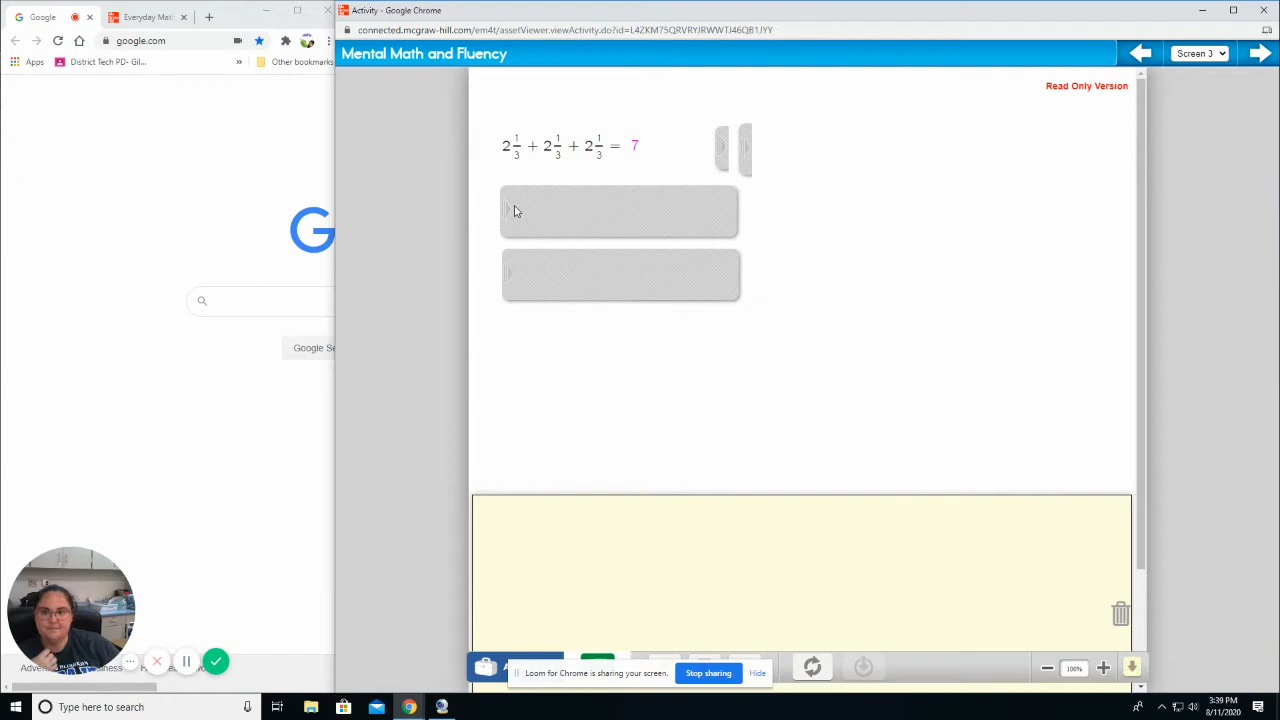 Google
Everyday Math
google.com
Apps
District Tech PD- Gil...
»
Other bookmarks
G
Google Se
Activity - Google Chrome
connected.mcgraw-hill.com/em4t/assetViewer.viewActivity.do?id=L4ZKM75QRVRYJRWWTJ46QB1JYY
Mental Math and Fluency
Screen 3
Read Only Version
2 1/3 + 2 1/3 + 2 1/3 = 7
Loom for Chrome is sharing your screen.
Stop sharing
Hide
100%
Type here to search
3:39 PM
8/11/2020